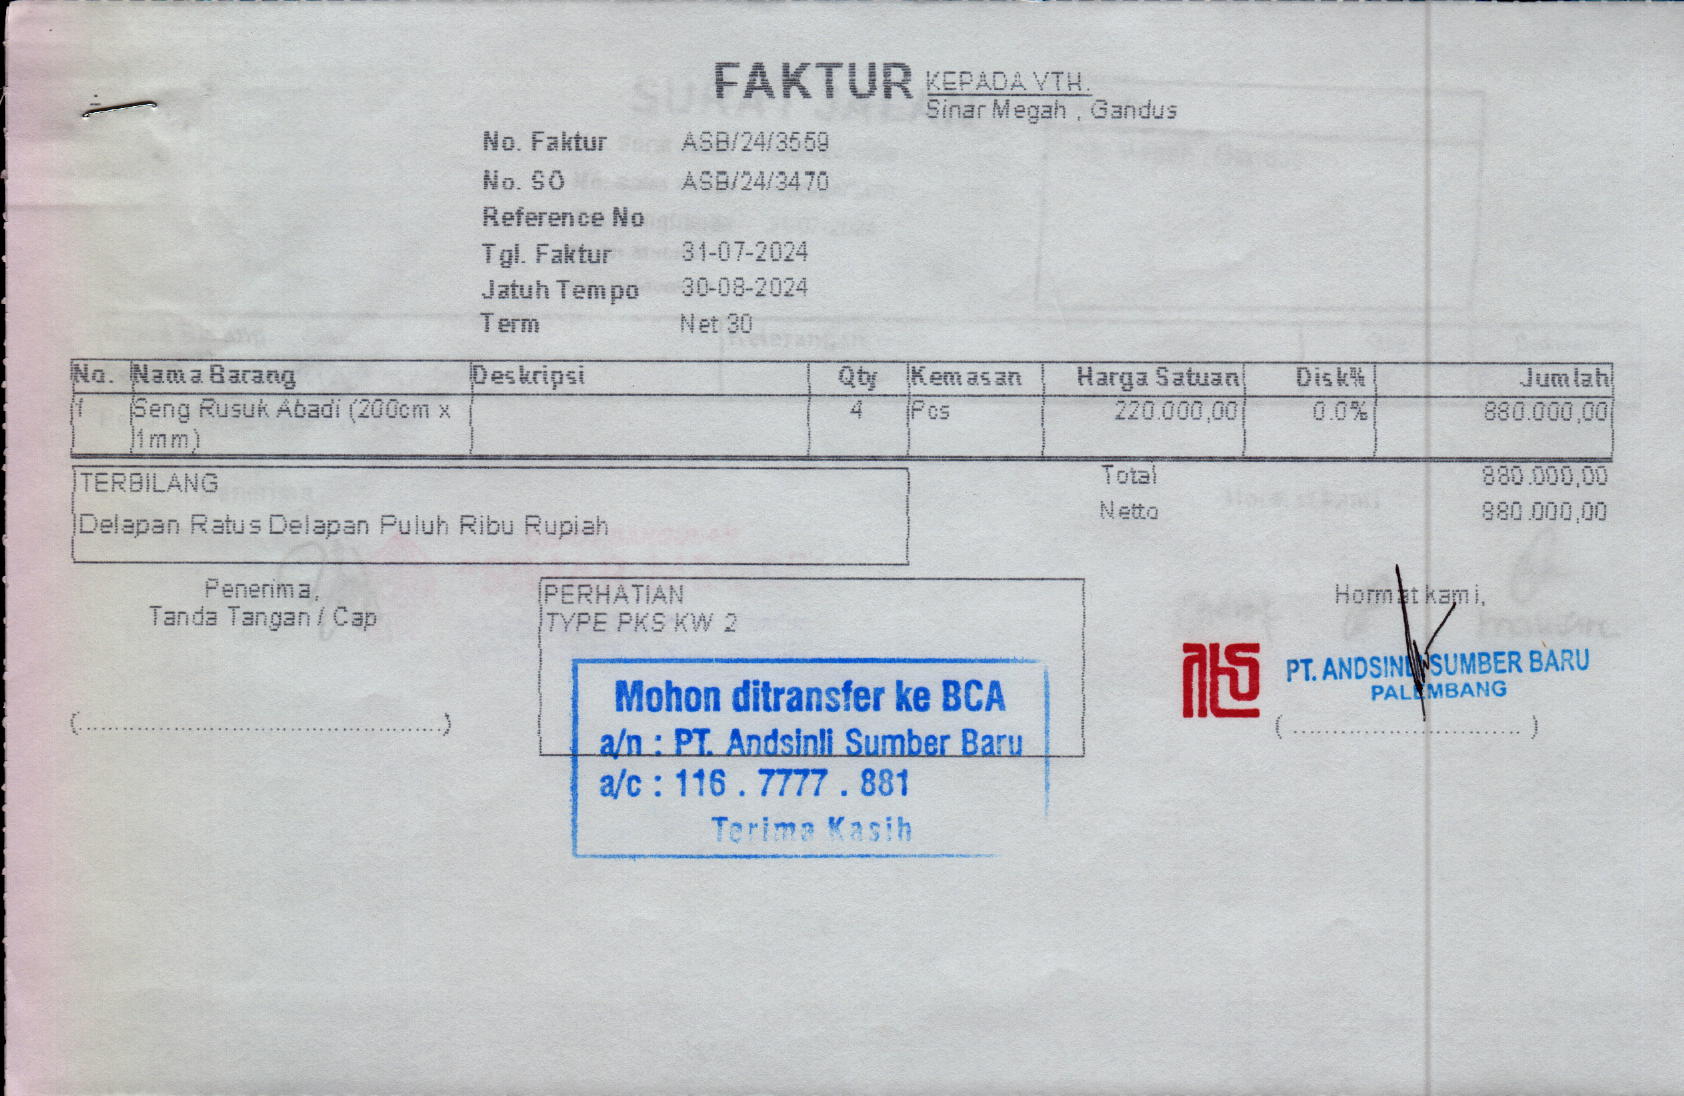 FAKTUR
KEPADA YTH.
Sinar Megah , Gandus
No. Faktur ASB/24/3559
No. SO ASB/24/3470
Reference No
Tgl. Faktur 31-07-2024
Jatuh Tempo 30-08-2024
Term Net 30
No. Nama Barang Deskripsi Qty Kemasan Harga Satuan Disk% Jumlah
1 Seng Rusuk Abadi (200cm x 4 Pcs 220.000,00 0.0% 880.000,00
1mm)
TERBILANG Total 880.000,00
Delapan Ratus Delapan Puluh Ribu Rupiah Netto 880.000,00
Penerima,
Tanda Tangan / Cap
(..........................................................)
PERHATIAN
TYPE PKS KW 2
Mohon ditransfer ke BCA
a/n : PT. Andsinli Sumber Baru
a/c : 116 . 7777 . 881
Terima Kasih
Hormat kami,
PT. ANDSINLI SUMBER BARU
PALEMBANG
( ..................................... )